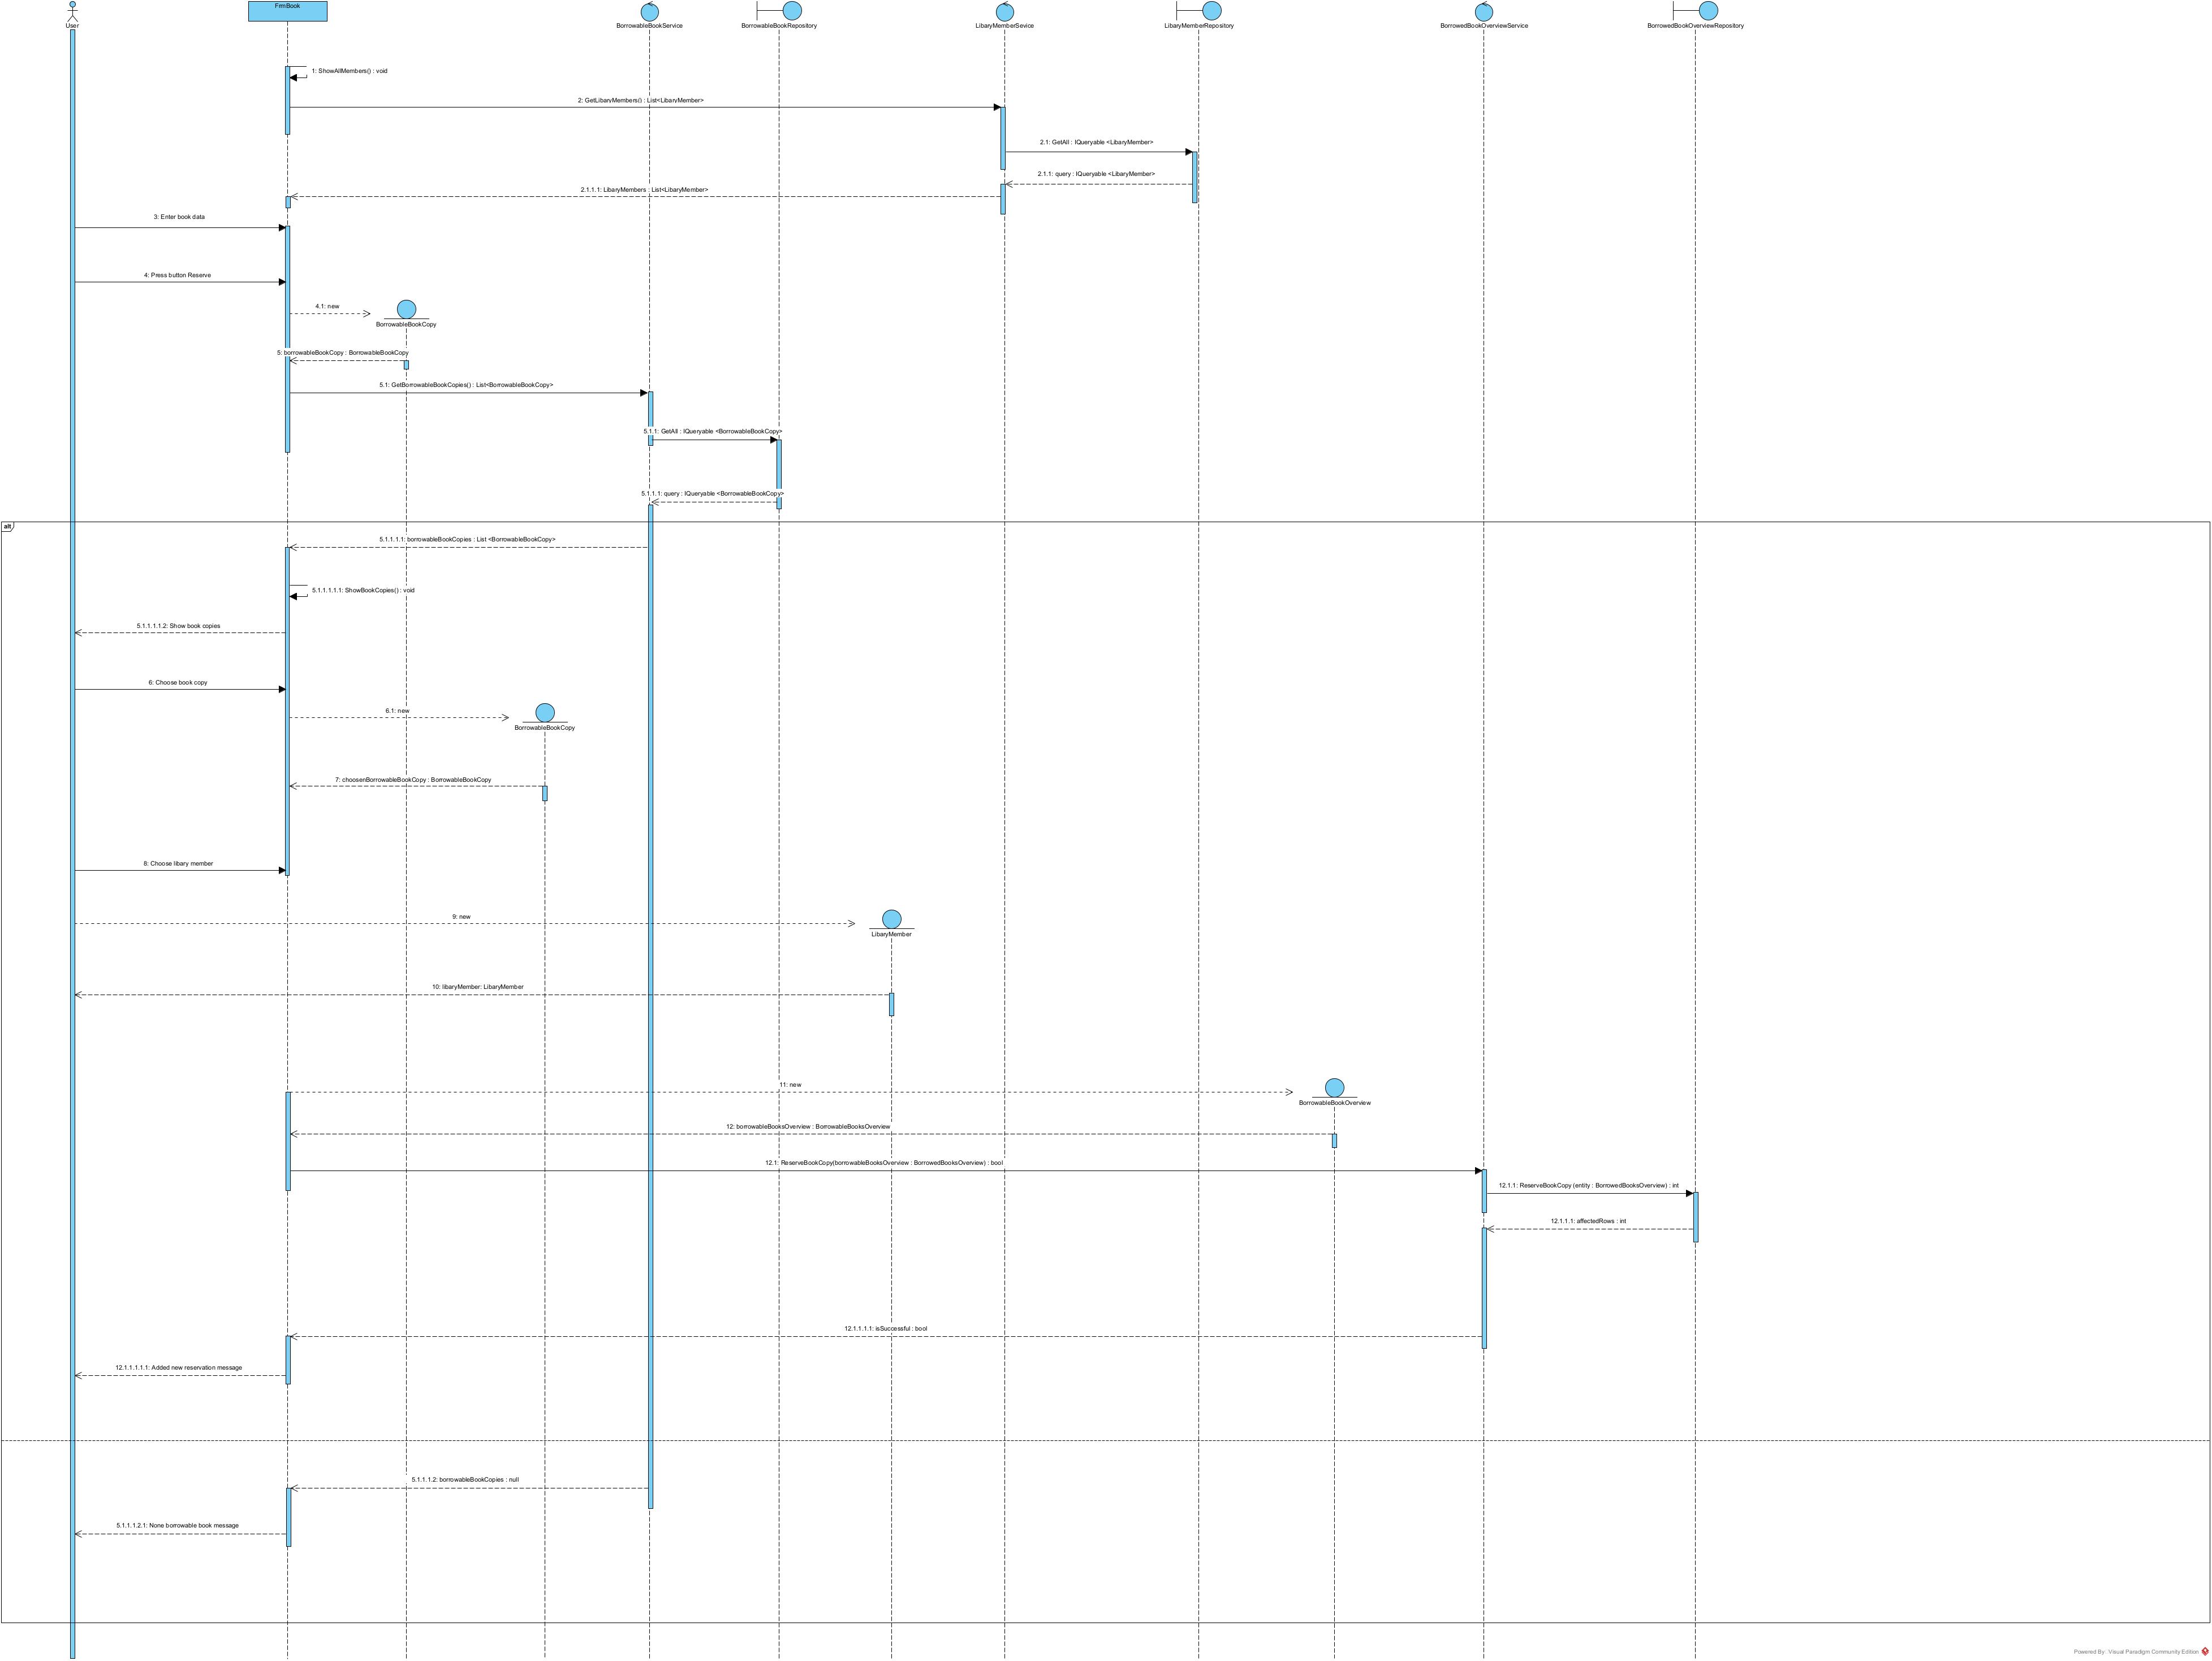 User
FrmBook
BorrowableBookService
BorrowableBookRepository
LibaryMemberSevice
LibaryMemberRepository
BorrowedBookOverviewService
BorrowedBookOverviewRepository
1: ShowAllMembers() : void
2: GetLibaryMembers() : List<LibaryMember>
2.1: GetAll : IQueryable <LibaryMember>
2.1.1: query : IQueryable <LibaryMember>
2.1.1.1: LibaryMembers : List<LibaryMember>
3: Enter book data
4: Press button Reserve
4.1: new
BorrowableBookCopy
5: borrowableBookCopy : BorrowableBookCopy
5.1: GetBorrowableBookCopies() : List<BorrowableBookCopy>
5.1.1: GetAll : IQueryable <BorrowableBookCopy>
5.1.1.1: query : IQueryable <BorrowableBookCopy>
alt
5.1.1.1.1: borrowableBookCopies : List <BorrowableBookCopy>
5.1.1.1.1.1: ShowBookCopies() : void
5.1.1.1.1.2: Show book copies
6: Choose book copy
6.1: new
BorrowableBookCopy
7: choosenBorrowableBookCopy : BorrowableBookCopy
8: Choose libary member
9: new
LibaryMember
10: libaryMember: LibaryMember
11: new
BorrowableBookOverview
12: borrowableBooksOverview : BorrowableBooksOverview
12.1: ReserveBookCopy(borrowableBooksOverview : BorrowedBooksOverview) : bool
12.1.1: ReserveBookCopy (entity : BorrowedBooksOverview) : int
12.1.1.1: affectedRows : int
12.1.1.1.1: isSuccessful : bool
12.1.1.1.1.1: Added new reservation message
5.1.1.1.2: borrowableBookCopies : null
5.1.1.1.2.1: None borrowable book message
Powered By: Visual Paradigm Community Edition